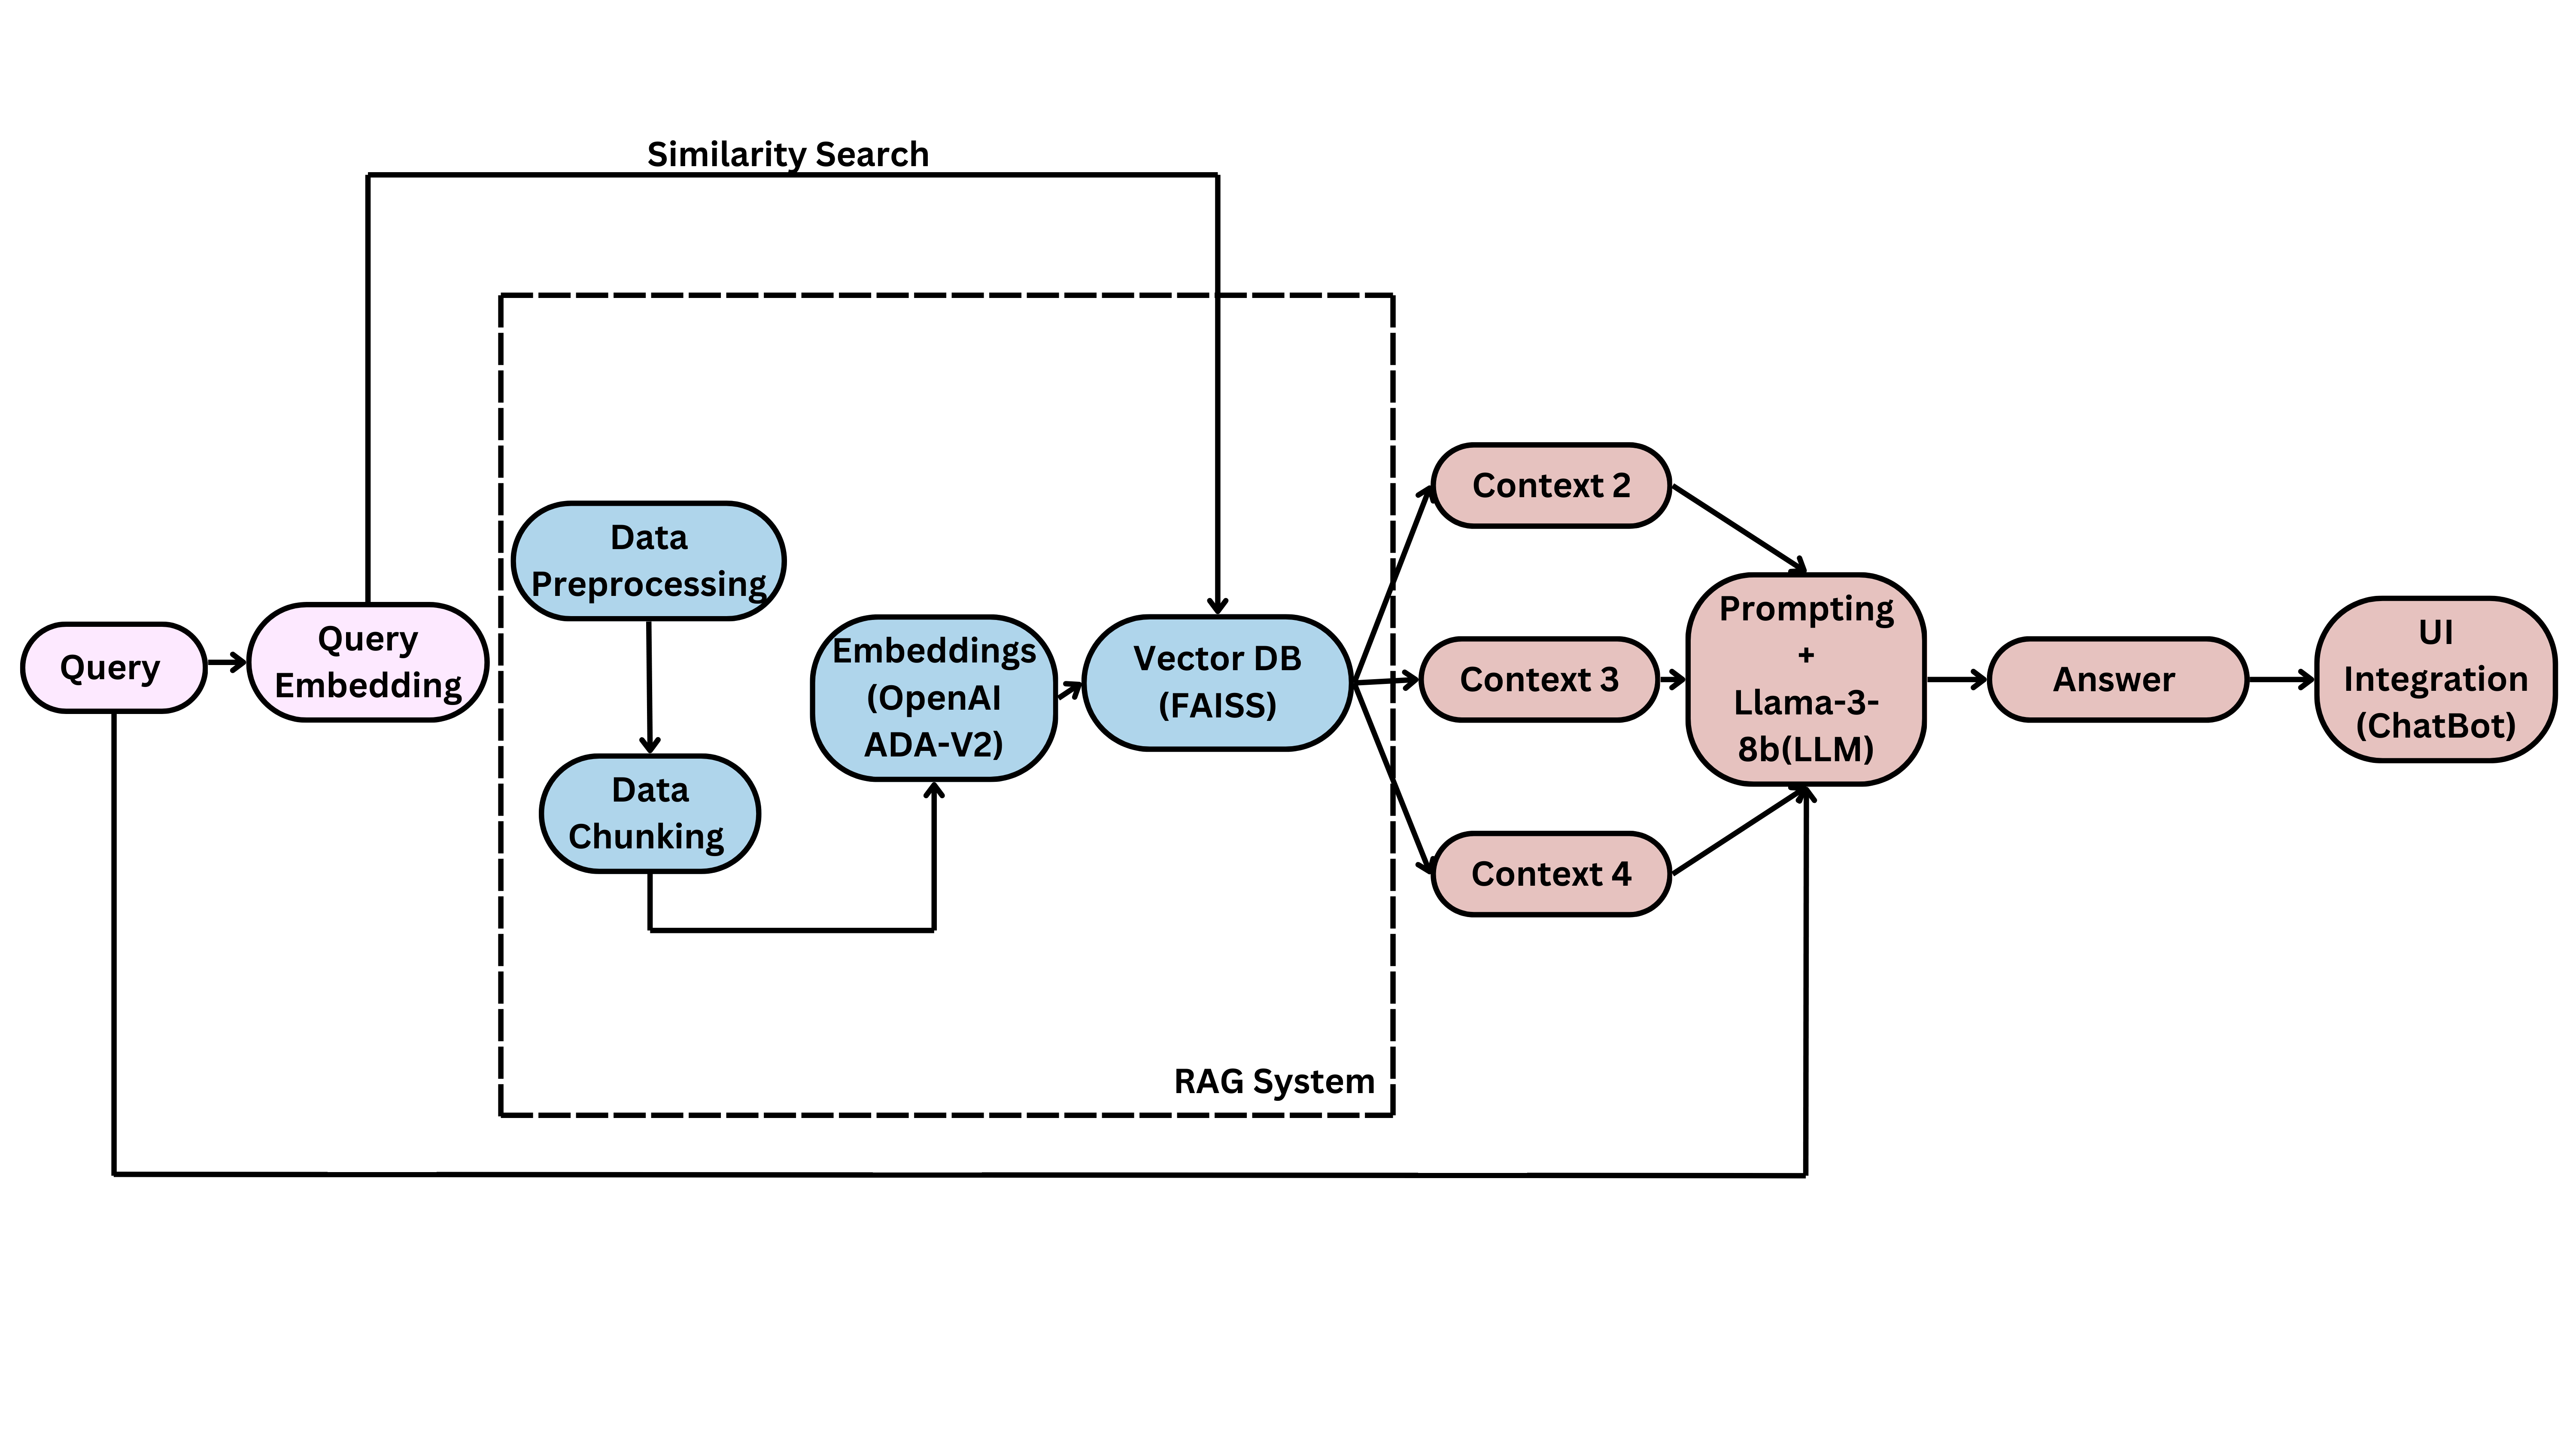 Similarity Search
Query
Query
Embedding
Data
Preprocessing
Data
Chunking
Embeddings
(OpenAI
ADA-V2)
Vector DB
(FAISS)
RAG System
Context 2
Context 3
Context 4
Prompting
+
Llama-3-
8b(LLM)
Answer
UI
Integration
(ChatBot)